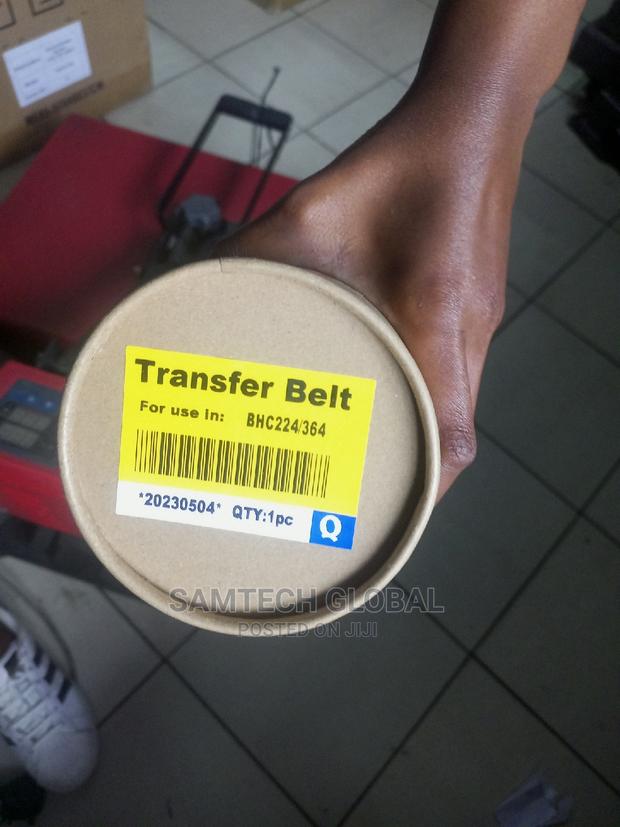 Transfer Belt
For use in: BHC224/364
*20230504* QTY:1pc Q
SAMTECH GLOBAL
POSTED ON JIJI